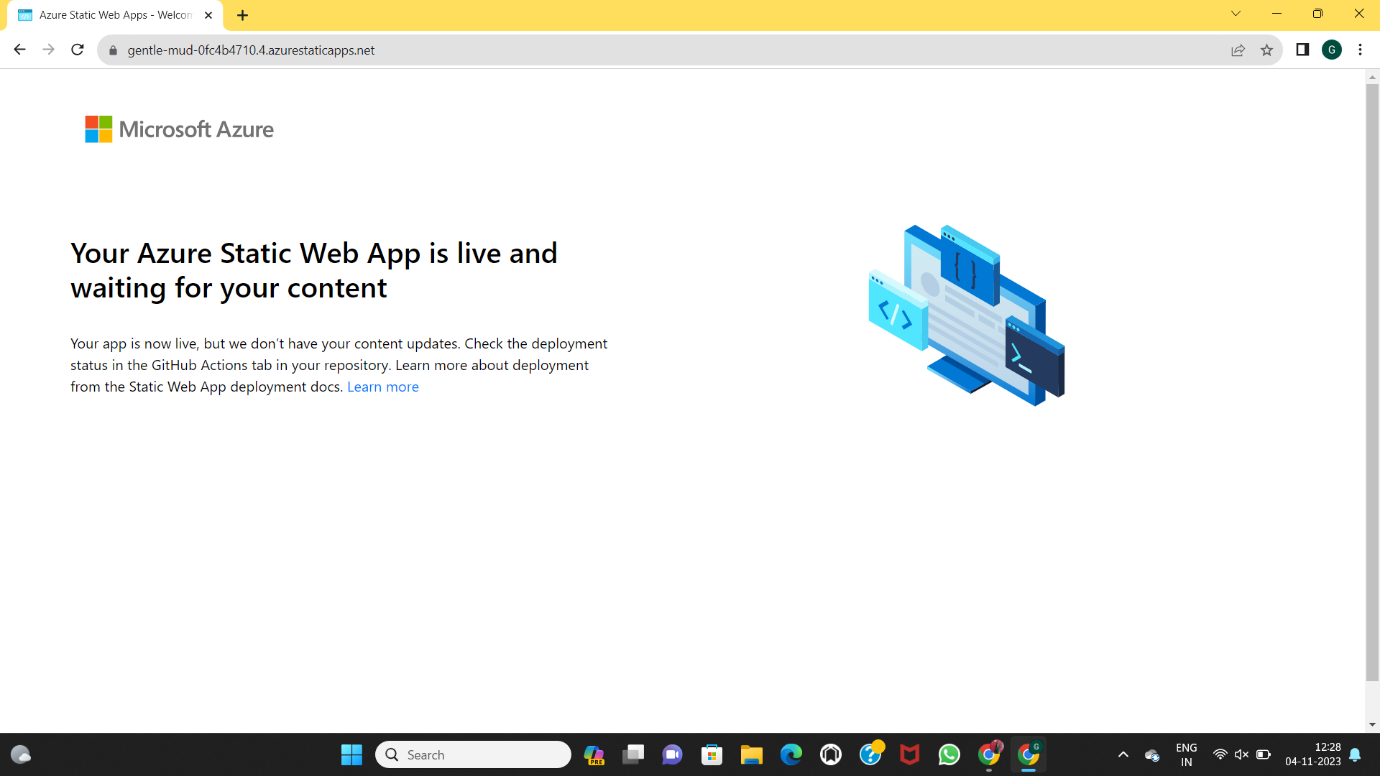 Azure Static Web Apps - Welcon
gentle-mud-0fc4b4710.4.azurestaticapps.net
G
Microsoft Azure
Your Azure Static Web App is live and
waiting for your content
Your app is now live, but we don't have your content updates. Check the deployment
status in the GitHub Actions tab in your repository. Learn more about deployment
from the Static Web App deployment docs. Learn more
{ }
</>
>_
Search
PRE
G
ENG
IN
12:28
04-11-2023